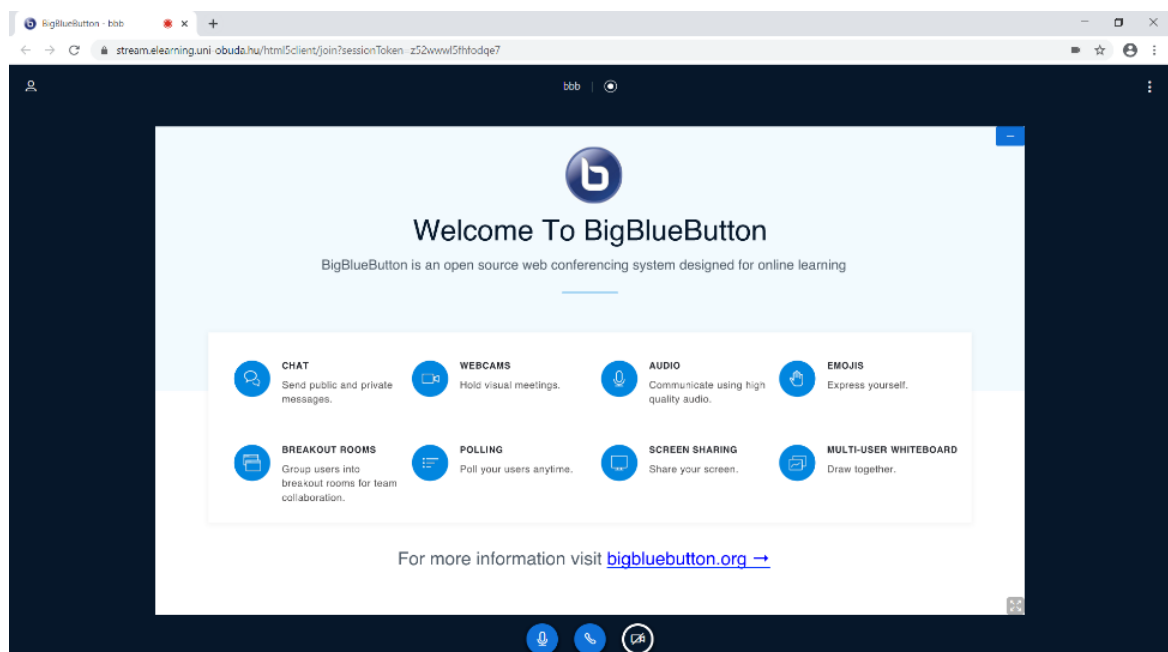 BigBlueButton - bbb
stream.elearning.uni-obuda.hu/html5client/join?sessionToken=
bbb
Welcome To BigBlueButton
BigBlueButton is an open source web conferencing system designed for online learning
CHAT
Send public and private
messages.
WEBCAMS
Hold visual meetings.
AUDIO
Communicate using high
quality audio.
EMOJIS
Express yourself.
BREAKOUT ROOMS
Group users into
breakout rooms for team
collaboration.
POLLING
Poll your users anytime.
SCREEN SHARING
Share your screen.
MULTI-USER WHITEBOARD
Draw together.
For more information visit bigbluebutton.org →